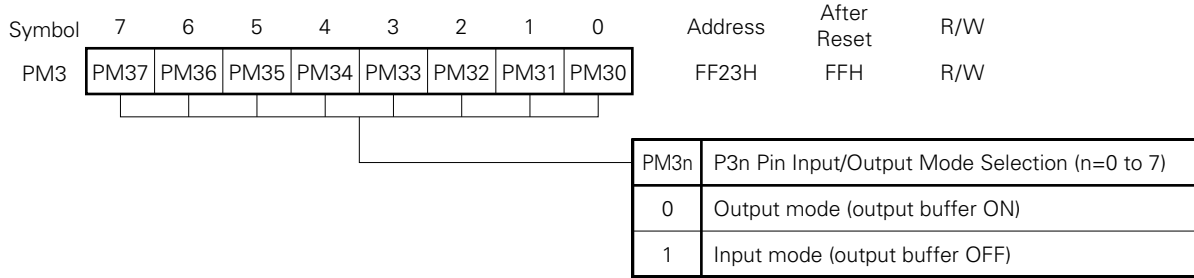 Symbol 7 6 5 4 3 2 1 0 Address After Reset R/W
PM3 PM37 PM36 PM35 PM34 PM33 PM32 PM31 PM30 FF23H FFH R/W
PM3n P3n Pin Input/Output Mode Selection (n=0 to 7)
0 Output mode (output buffer ON)
1 Input mode (output buffer OFF)